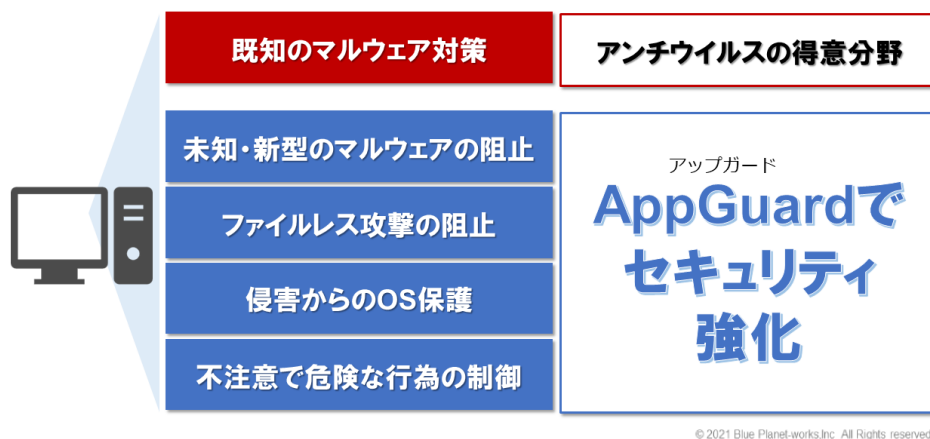 既知のマルウェア対策
アンチウイルスの得意分野
未知・新型のマルウェアの阻止
ファイルレス攻撃の阻止
侵害からのOS保護
不注意で危険な行為の制御
アップガード
AppGuardで
セキュリティ
強化
© 2021 Blue Planet-works.Inc All Rights reserved